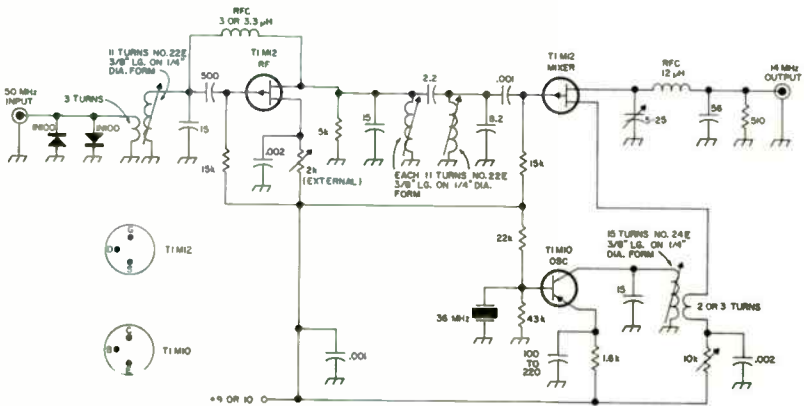 RFC
3 OR 3.3 µH
11 TURNS NO.22E
3/8" LG. ON 1/4"
DIA. FORM
50 MHz
INPUT
3 TURNS
1N100
1N100
15
500
TIM12
RF
15k
.002
2k
(EXTERNAL)
5k
15
2.2
8.2
.001
EACH 11 TURNS NO.22E
3/8" LG. ON 1/4" DIA.
FORM
TIM12
MIXER
RFC
12 µH
14 MHz
OUTPUT
5-25
56
510
15k
22k
TIM10
OSC
15 TURNS NO. 24E
3/8" LG. ON 1/4"
DIA. FORM
15
2 OR 3 TURNS
36 MHz
43k
100
TO
220
1.6k
10k
.002
G
D
S
TIM12
C
B
E
TIM10
.001
+9 OR 10